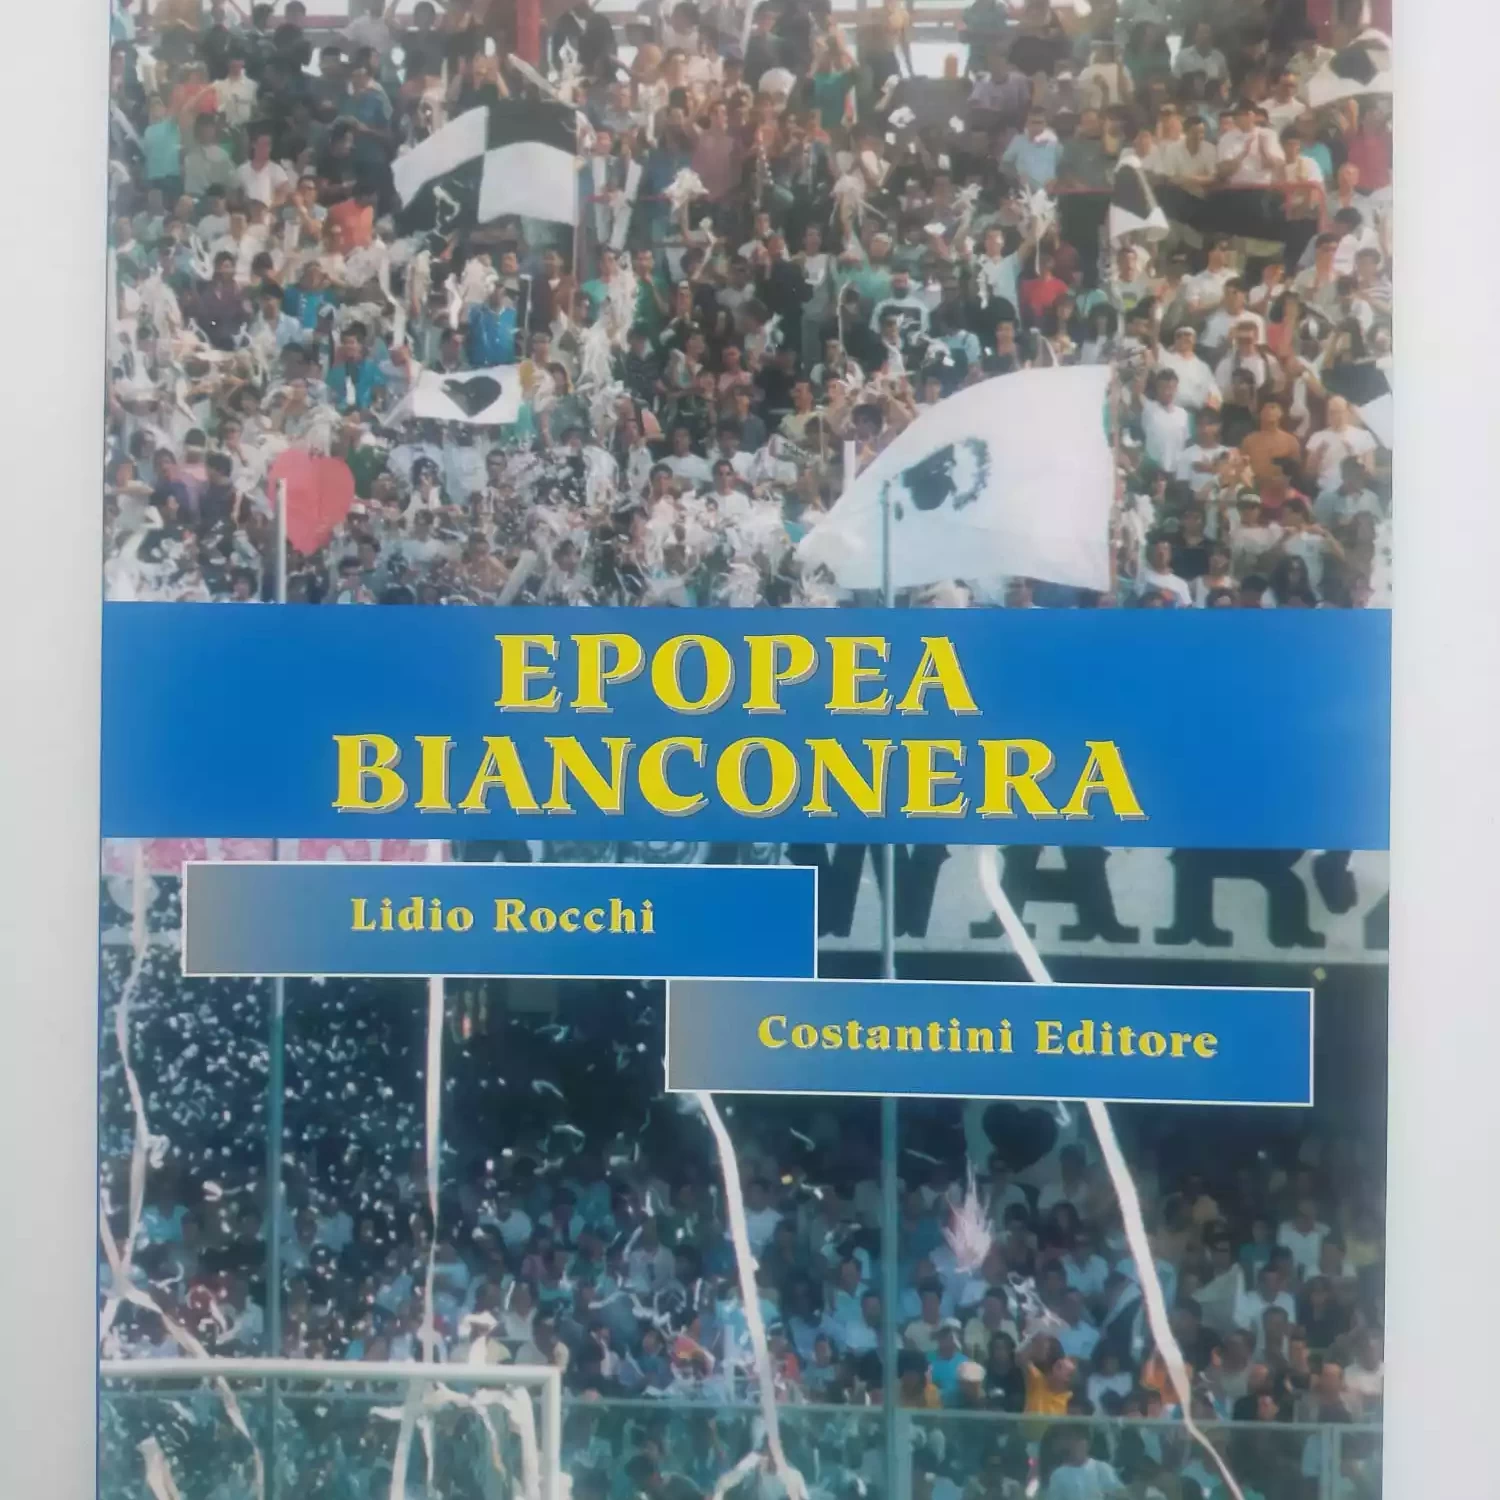 EPOPEA
BIANCONERA
Lidio Rocchi
Costantini Editore